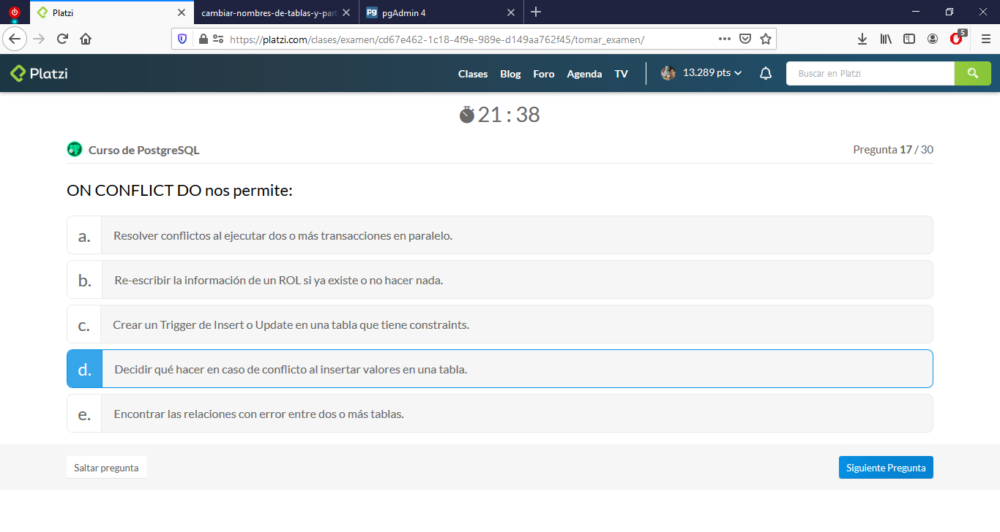 Platzi
cambiar-nombres-de-tablas-y-part
Pg pgAdmin 4
https://platzi.com/clases/examen/cd67e462-1c18-4f9e-989e-d149aa762f45/tomar_examen/
5
Platzi
Clases Blog Foro Agenda TV 13.289 pts Buscar en Platzi
21 : 38
Curso de PostgreSQL Pregunta 17 / 30
ON CONFLICT DO nos permite:
a. Resolver conflictos al ejecutar dos o más transacciones en paralelo.
b. Re-escribir la información de un ROL si ya existe o no hacer nada.
c. Crear un Trigger de Insert o Update en una tabla que tiene constraints.
d. Decidir qué hacer en caso de conflicto al insertar valores en una tabla.
e. Encontrar las relaciones con error entre dos o más tablas.
Saltar pregunta Siguiente Pregunta